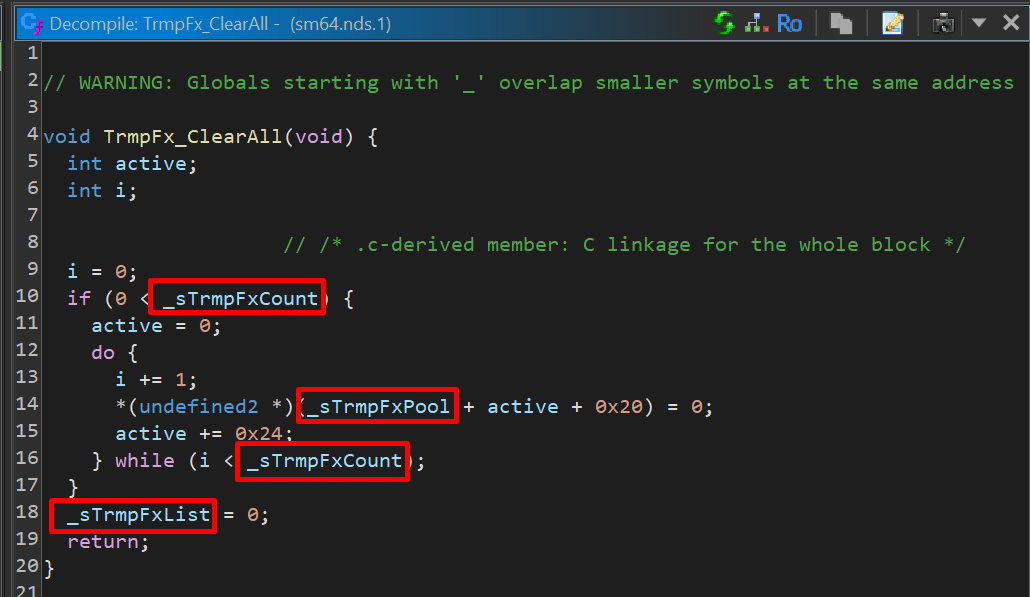 Decompile: TrmpFx_ClearAll - (sm64.nds.1)
Ro
1
2 // WARNING: Globals starting with '_' overlap smaller symbols at the same address
3
4 void TrmpFx_ClearAll(void) {
5 int active;
6 int i;
7
8 // /* .c-derived member: C linkage for the whole block */
9 i = 0;
10 if (0 < _sTrmpFxCount) {
11 active = 0;
12 do {
13 i += 1;
14 *(undefined2 *)(_sTrmpFxPool + active + 0x20) = 0;
15 active += 0x24;
16 } while (i < _sTrmpFxCount);
17 }
18 _sTrmpFxList = 0;
19 return;
20 }
21